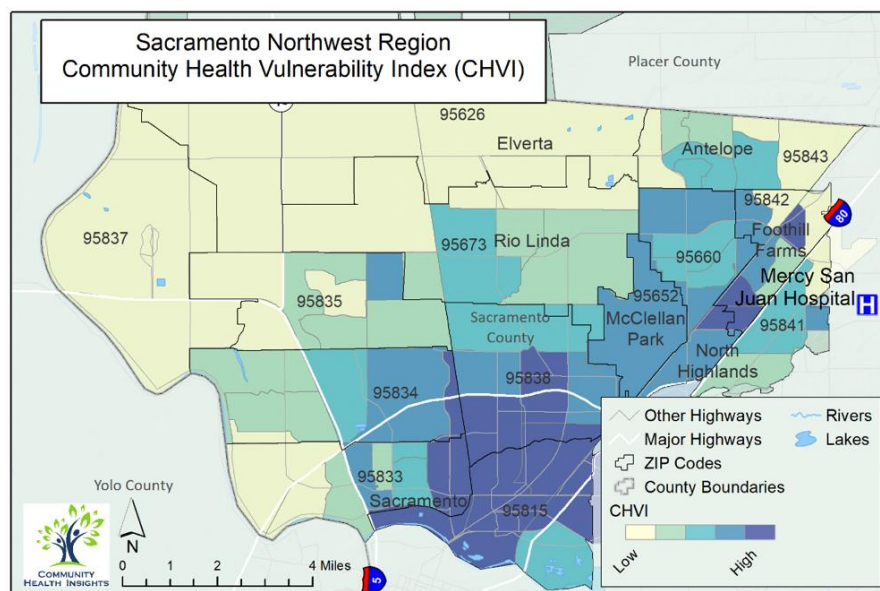 Sacramento Northwest Region
Community Health Vulnerability Index (CHVI)
Placer County
95626
Elverta
Antelope
95843
95842
80
95837
95673
Rio Linda
Foothill
Farms
95660
Mercy San
Juan Hospital
H
95835
95652
McClellan
Park
Sacramento
County
95841
North
Highlands
95834
95838
Yolo County
95833
Sacramento
95815
Other Highways
Major Highways
ZIP Codes
County Boundaries
Rivers
Lakes
CHVI
Low
High
N
0 1 2 4 Miles
5
COMMUNITY
HEALTH INSIGHTS